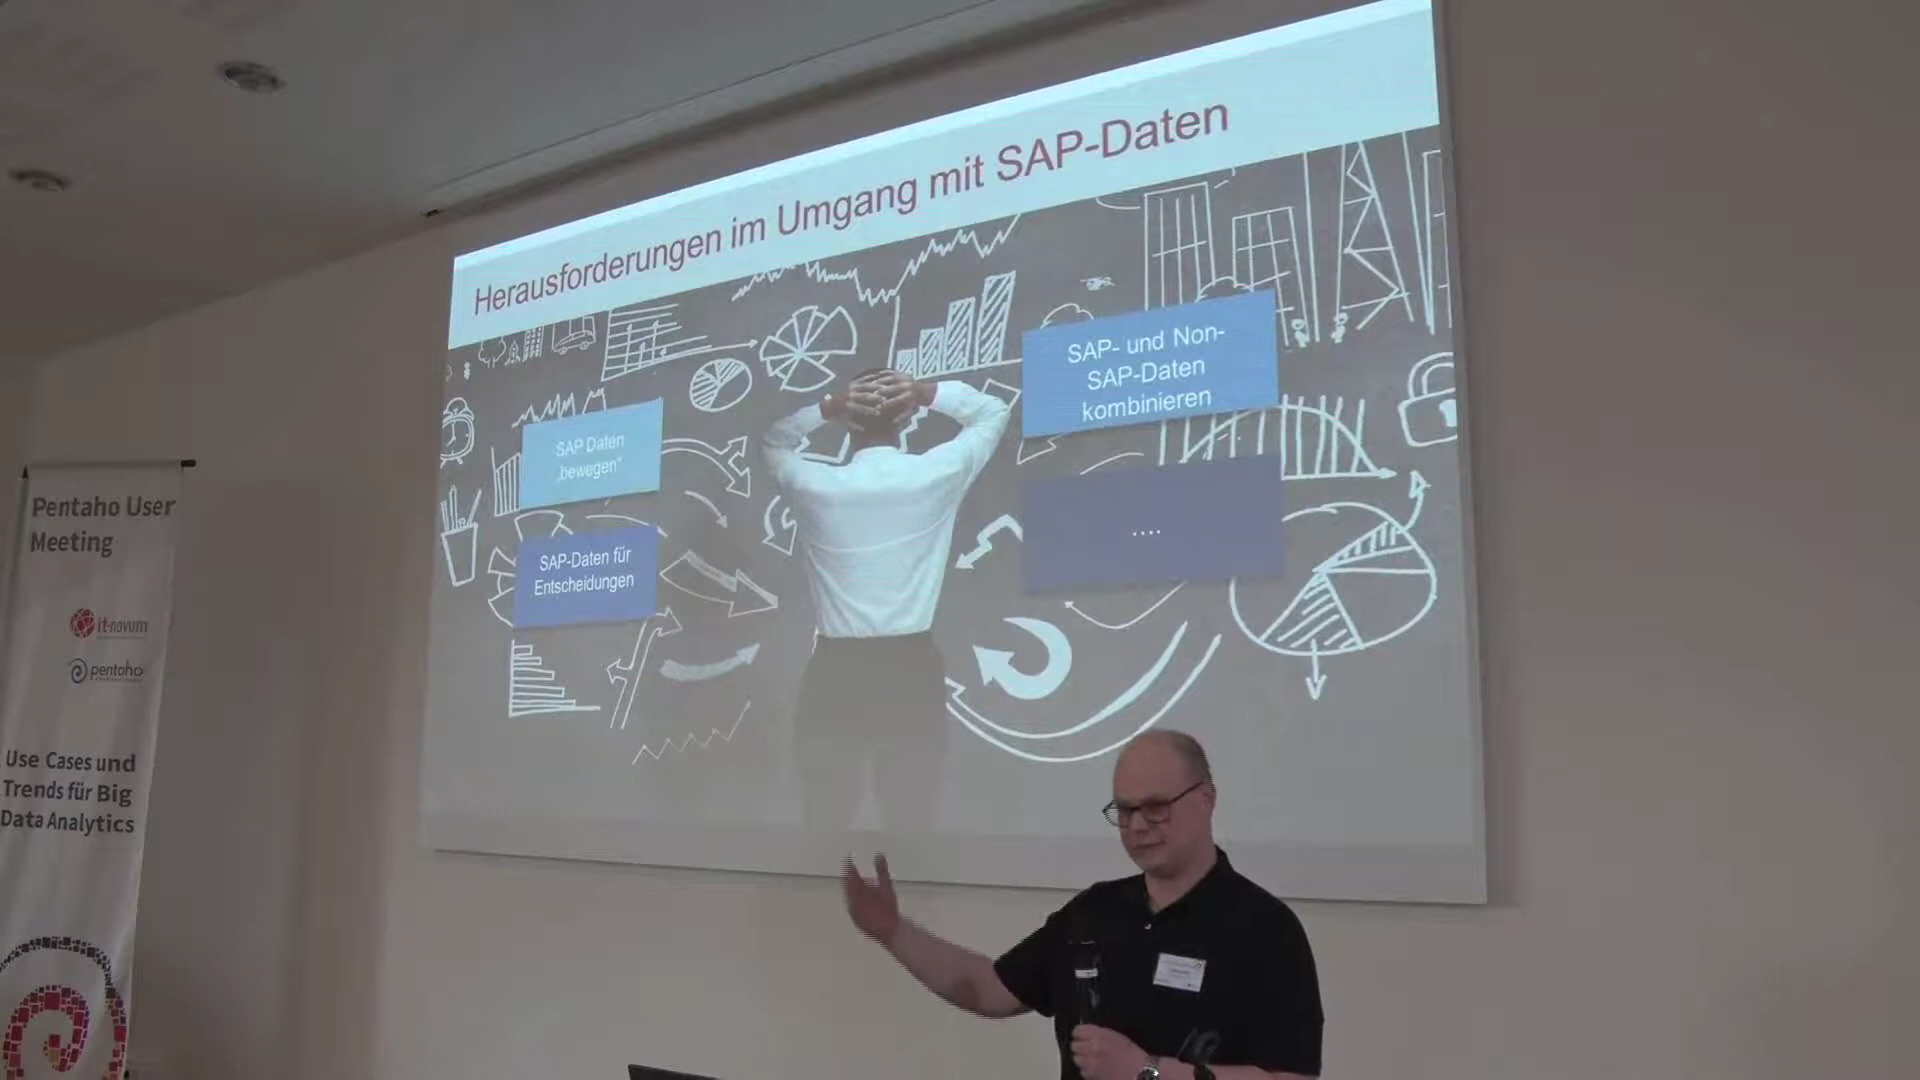 Herausforderungen im Umgang mit SAP-Daten
SAP Daten
„bewegen“
SAP-Daten für
Entscheidungen
SAP- und Non-
SAP-Daten
kombinieren
....
Pentaho User
Meeting
it-novum
pentaho
Use Cases und
Trends für Big
Data Analytics